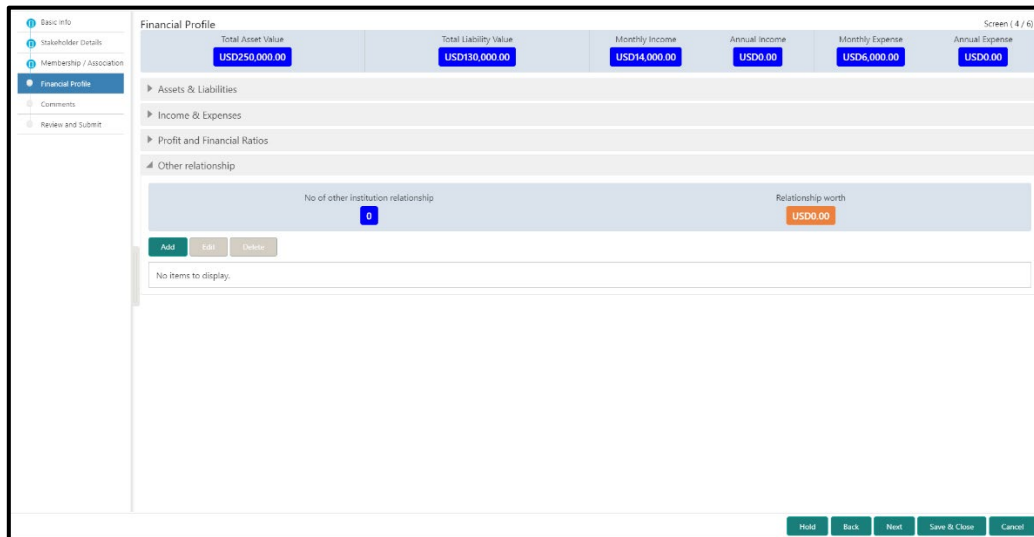 Basic Info
Stakeholder Details
Membership / Association
Financial Profile
Comments
Review and Submit
Financial Profile
Screen ( 4 / 6)
Total Asset Value
USD250,000.00
Total Liability Value
USD130,000.00
Monthly Income
USD14,000.00
Annual Income
USD0.00
Monthly Expense
USD6,000.00
Annual Expense
USD0.00
Assets & Liabilities
Income & Expenses
Profit and Financial Ratios
Other relationship
No of other institution relationship
0
Relationship worth
USD0.00
Add Edit Delete
No items to display.
Hold Back Next Save & Close Cancel